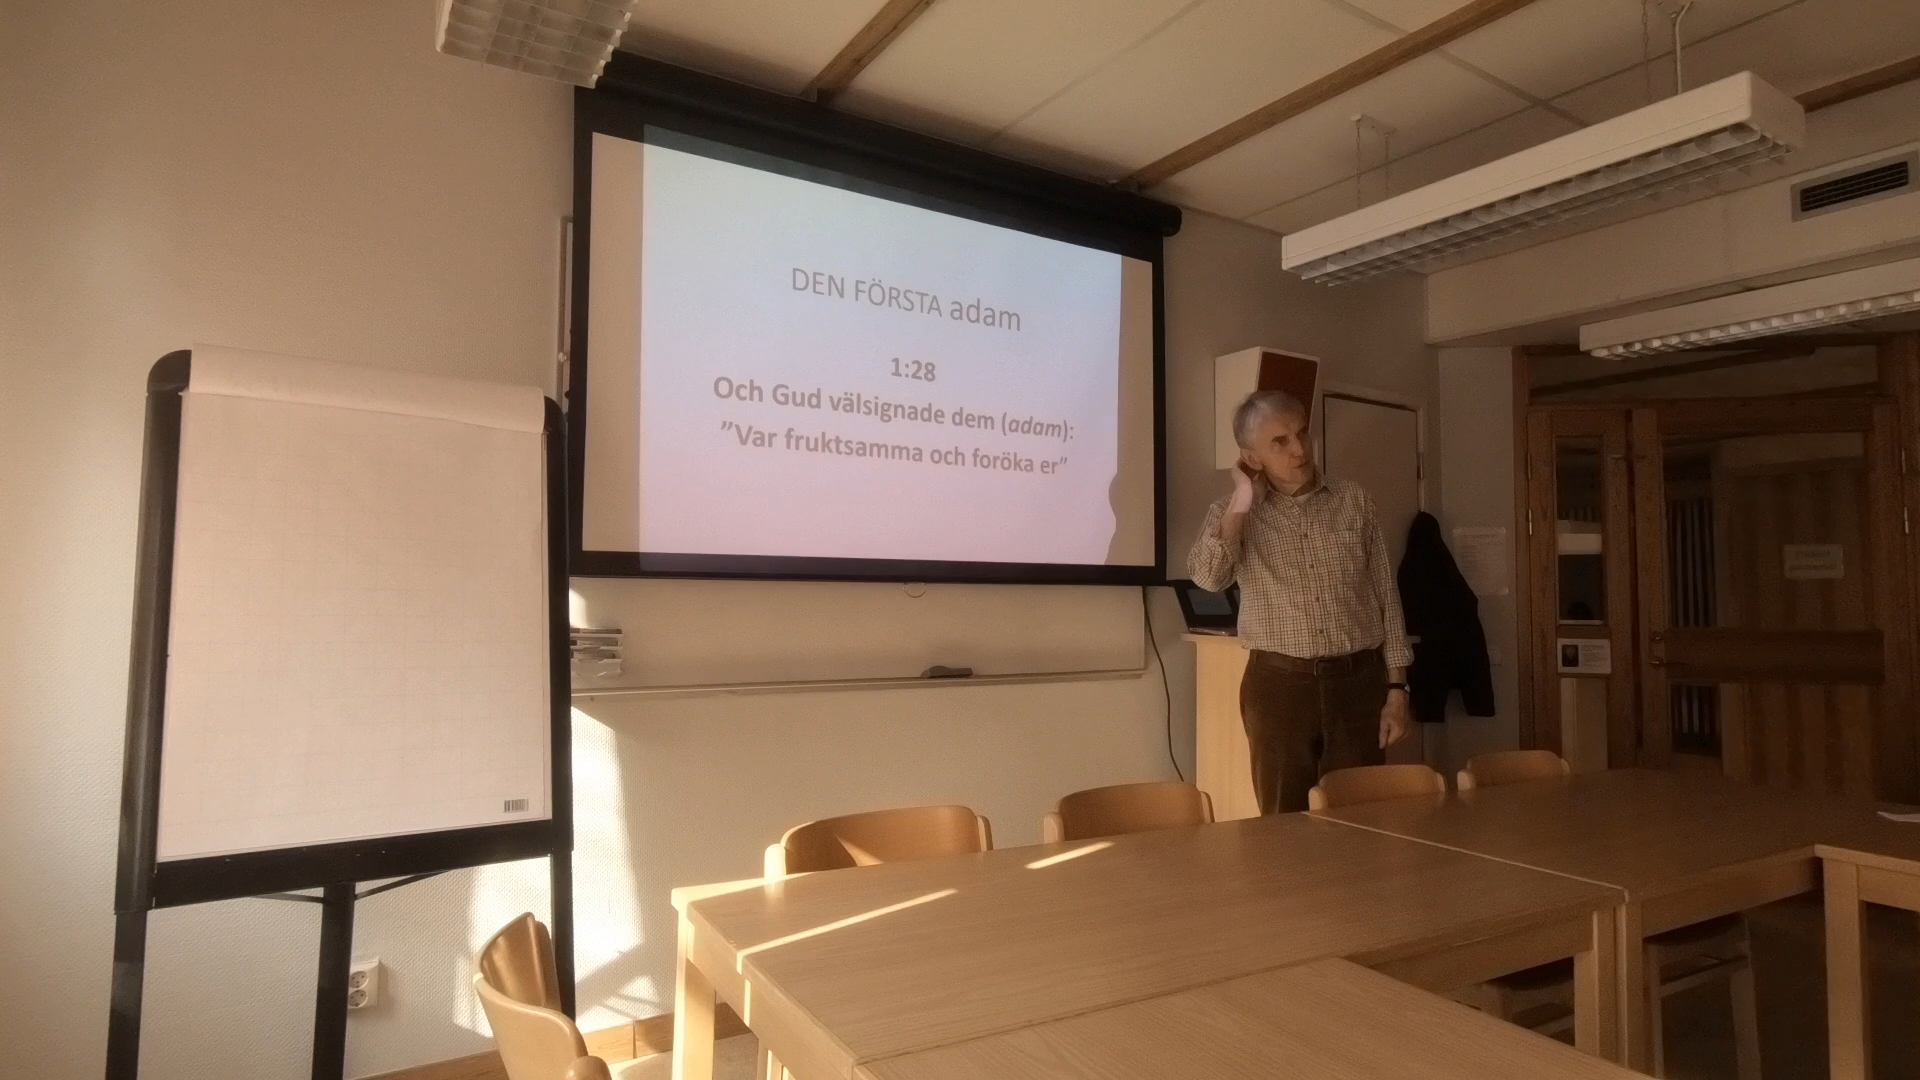 DEN FÖRSTA adam
1:28
Och Gud välsignade dem (adam):
”Var fruktsamma och föröka er”